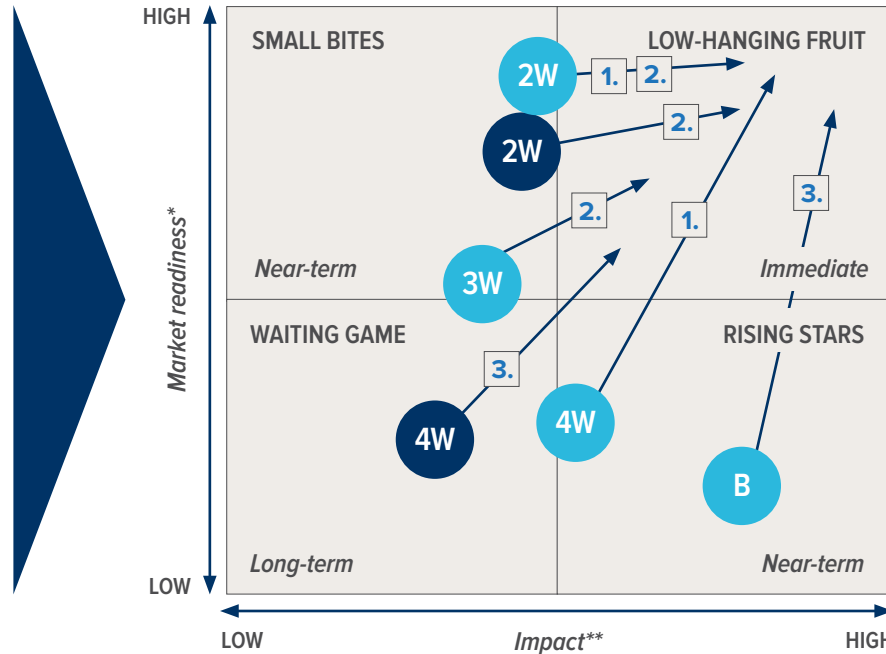 HIGH
SMALL BITES
LOW-HANGING FRUIT
2W
1.
2.
2W
2.
3.
2.
1.
Market readiness*
Near-term
3W
Immediate
WAITING GAME
RISING STARS
3.
4W
4W
B
Long-term
Near-term
LOW
LOW
Impact**
HIGH